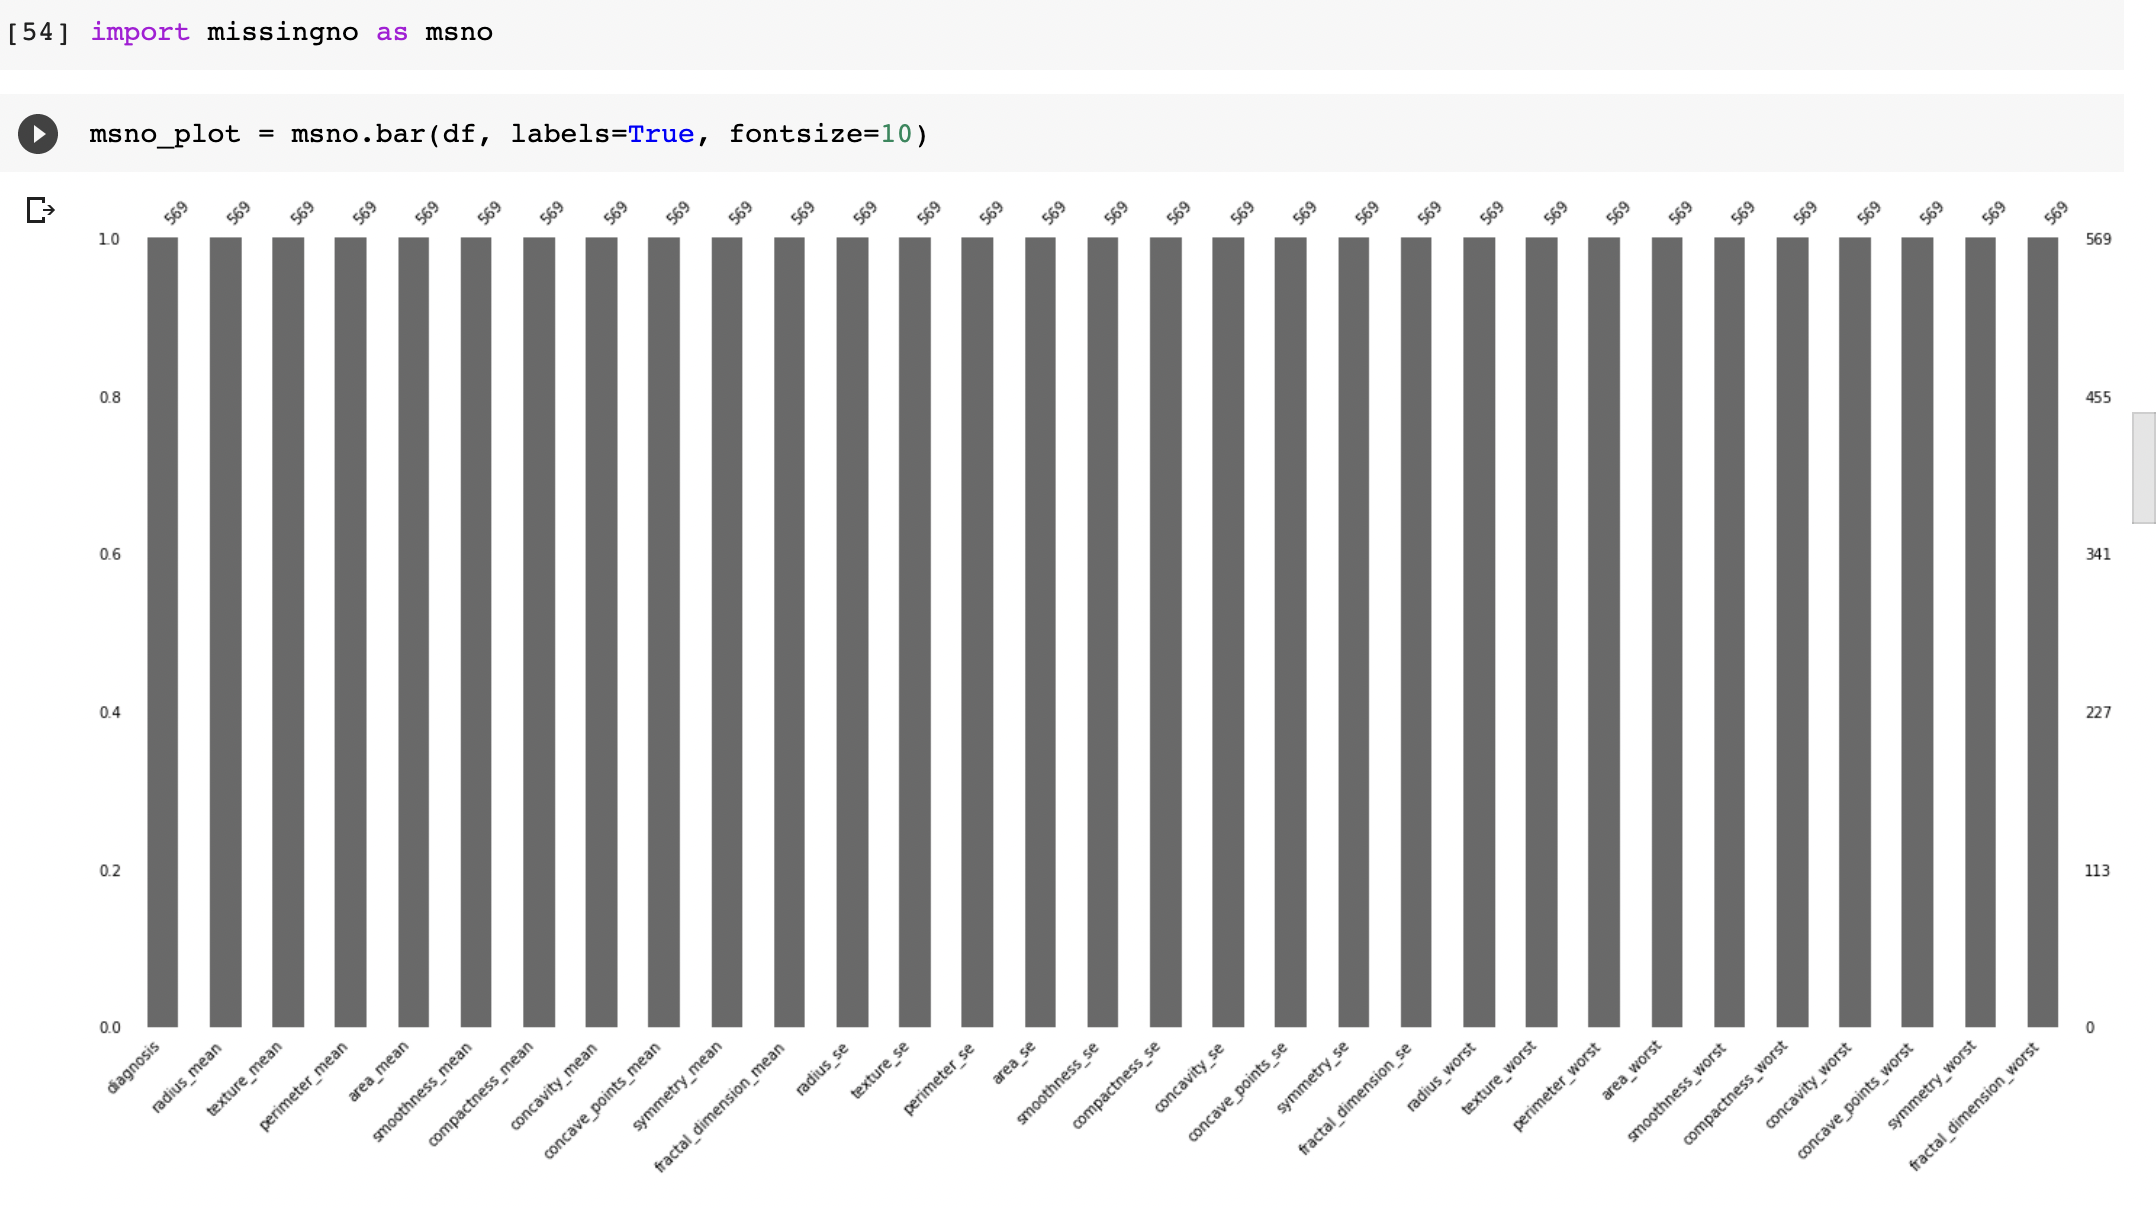 [54] import missingno as msno
msno_plot = msno.bar(df, labels=True, fontsize=10)
569 569 569 569 569 569 569 569 569 569 569 569 569 569 569 569 569 569 569 569 569 569 569 569 569 569 569 569 569 569 569
1.0 569
0.8 455
0.6 341
0.4 227
0.2 113
0.0 0
diagnosis
radius_mean
texture_mean
perimeter_mean
area_mean
smoothness_mean
compactness_mean
concavity_mean
concave_points_mean
symmetry_mean
fractal_dimension_mean
radius_se
texture_se
perimeter_se
area_se
smoothness_se
compactness_se
concavity_se
concave_points_se
symmetry_se
fractal_dimension_se
radius_worst
texture_worst
perimeter_worst
area_worst
smoothness_worst
compactness_worst
concavity_worst
concave_points_worst
symmetry_worst
fractal_dimension_worst